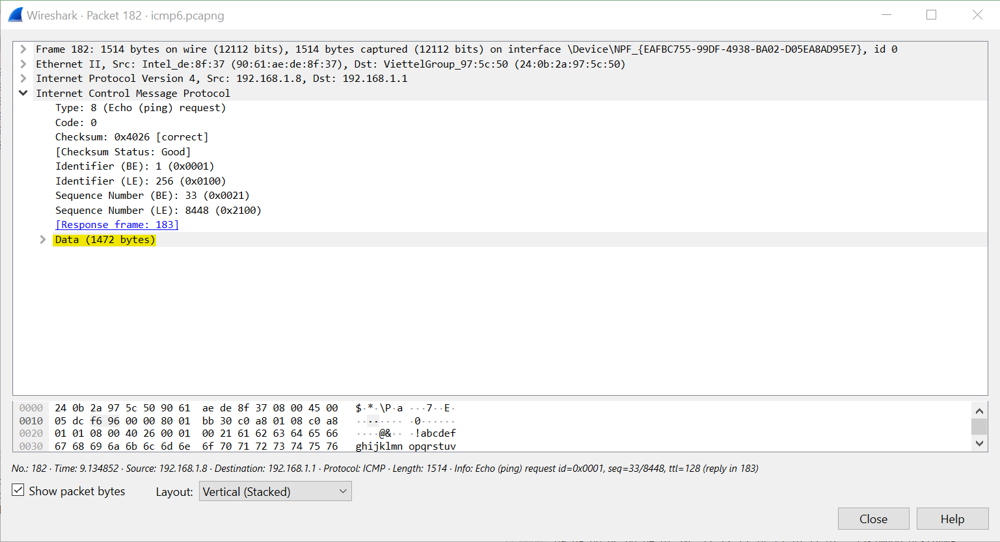 Wireshark · Packet 182 · icmp6.pcapng
Frame 182: 1514 bytes on wire (12112 bits), 1514 bytes captured (12112 bits) on interface \Device\NPF_{EAFBC755-99DF-4938-BA02-D05EA8AD95E7}, id 0
Ethernet II, Src: Intel_de:8f:37 (90:61:ae:de:8f:37), Dst: ViettelGroup_97:5c:50 (24:0b:2a:97:5c:50)
Internet Protocol Version 4, Src: 192.168.1.8, Dst: 192.168.1.1
Internet Control Message Protocol
Type: 8 (Echo (ping) request)
Code: 0
Checksum: 0x4026 [correct]
[Checksum Status: Good]
Identifier (BE): 1 (0x0001)
Identifier (LE): 256 (0x0100)
Sequence Number (BE): 33 (0x0021)
Sequence Number (LE): 8448 (0x2100)
[Response frame: 183]
Data (1472 bytes)
0000 24 0b 2a 97 5c 50 90 61 ae de 8f 37 08 00 45 00 $·*·\P·a ···7··E·
0010 05 dc f6 96 00 00 80 01 bb 30 c0 a8 01 08 c0 a8 ········ ·0······
0020 01 01 08 00 40 26 00 01 00 21 61 62 63 64 65 66 ····@&·· ·!abcdef
0030 67 68 69 6a 6b 6c 6d 6e 6f 70 71 72 73 74 75 76 ghijklmn opqrstuv
No.: 182 · Time: 9.134852 · Source: 192.168.1.8 · Destination: 192.168.1.1 · Protocol: ICMP · Length: 1514 · Info: Echo (ping) request id=0x0001, seq=33/8448, ttl=128 (reply in 183)
Show packet bytes Layout: Vertical (Stacked)
Close Help